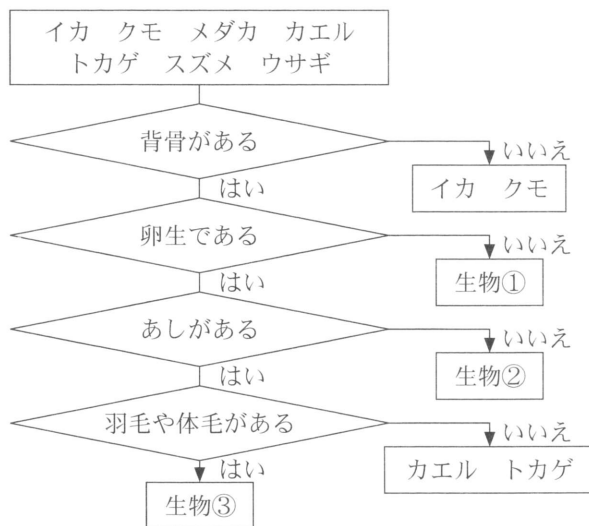 イカ クモ メダカ カエル
トカゲ スズメ ウサギ
背骨がある
いいえ
イカ クモ
はい
卵生である
いいえ
生物①
はい
あしがある
いいえ
生物②
はい
羽毛や体毛がある
いいえ
カエル トカゲ
はい
生物③